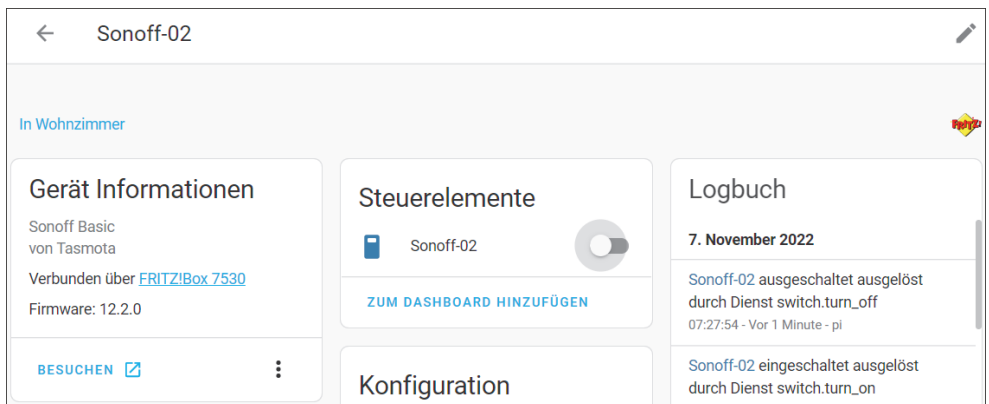 Sonoff-02
In Wohnzimmer
FRITZ!
Gerät Informationen
Sonoff Basic
von Tasmota
Verbunden über FRITZ!Box 7530
Firmware: 12.2.0
BESUCHEN
Steuerelemente
Sonoff-02
ZUM DASHBOARD HINZUFÜGEN
Konfiguration
Logbuch
7. November 2022
Sonoff-02 ausgeschaltet ausgelöst
durch Dienst switch.turn_off
07:27:54 - Vor 1 Minute - pi
Sonoff-02 eingeschaltet ausgelöst
durch Dienst switch.turn_on